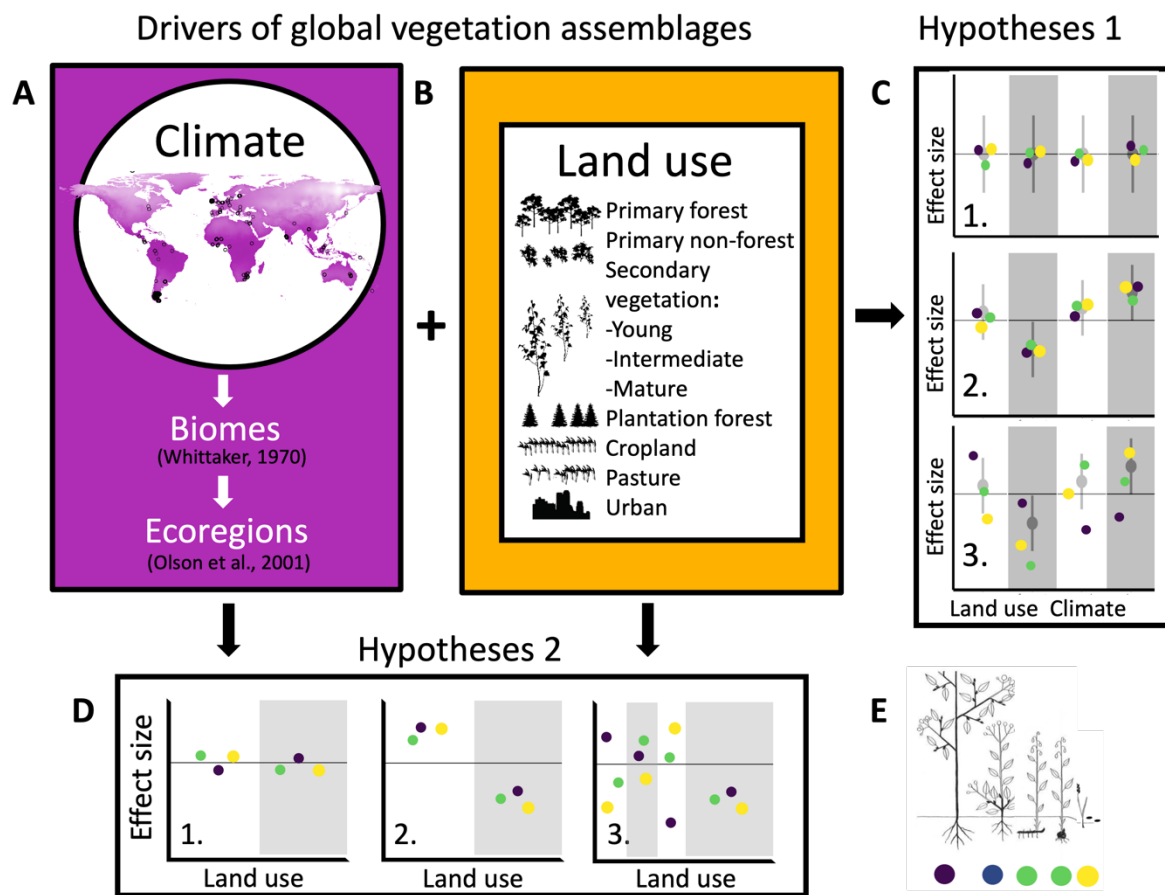 Drivers of global vegetation assemblages
Hypotheses 1
A
Climate
Biomes
(Whittaker, 1970)
Ecoregions
(Olson et al., 2001)
+
B
Land use
Primary forest
Primary non-forest
Secondary
vegetation:
-Young
-Intermediate
-Mature
Plantation forest
Cropland
Pasture
Urban
C
Effect size
1.
Effect size
2.
Effect size
3.
Land use Climate
Hypotheses 2
D
Effect size
1.
2.
3.
Land use
Land use
Land use
E